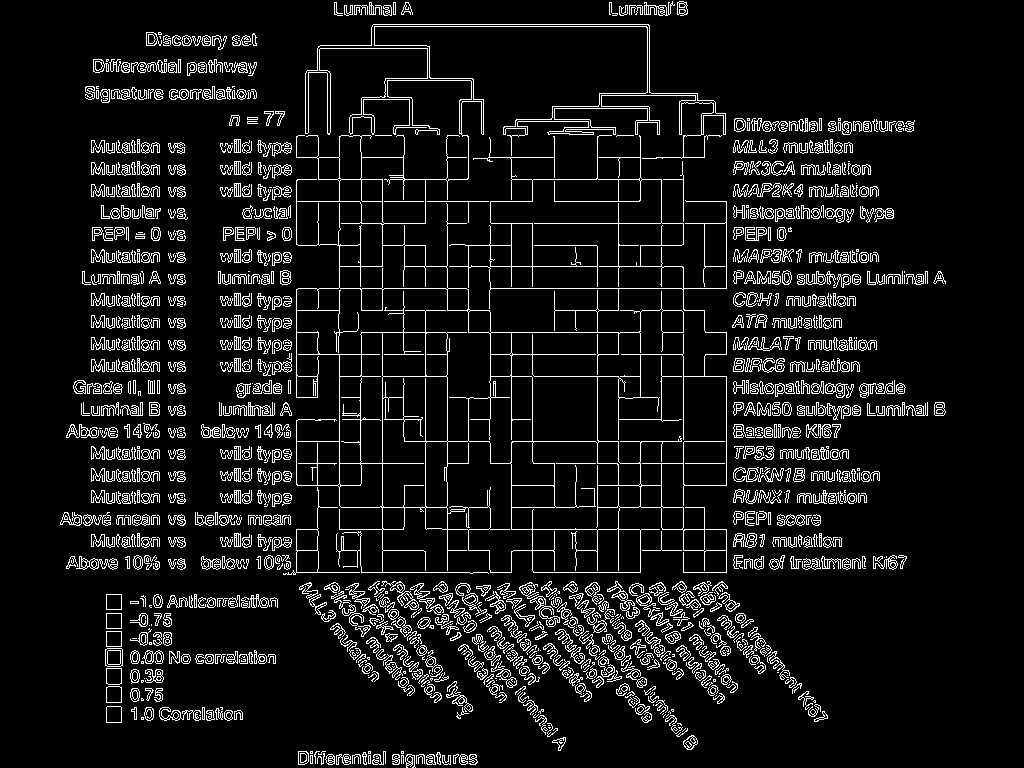 Luminal A Luminal B
Discovery set
Differential pathway
Signature correlation
n = 77
Differential signatures
Mutation vs wild type MLL3 mutation
Mutation vs wild type PIK3CA mutation
Mutation vs wild type MAP2K4 mutation
Lobular vs ductal Histopathology type
PEPI = 0 vs PEPI > 0 PEPI 0*
Mutation vs wild type MAP3K1 mutation
Luminal A vs luminal B PAM50 subtype Luminal A
Mutation vs wild type CDH1 mutation
Mutation vs wild type ATR mutation
Mutation vs wild type MALAT1 mutation
Mutation vs wild type BIRC6 mutation
Grade II, III vs grade I Histopathology grade
Luminal B vs luminal A PAM50 subtype Luminal B
Above 14% vs below 14% Baseline Ki67
Mutation vs wild type TP53 mutation
Mutation vs wild type CDKN1B mutation
Mutation vs wild type RUNX1 mutation
Above mean vs below mean PEPI score
Mutation vs wild type RB1 mutation
Above 10% vs below 10% End of treatment Ki67
MLL3 mutation
PIK3CA mutation
MAP2K4 mutation
Histopathology type
PEPI 0*
MAP3K1 mutation
PAM50 subtype luminal A
CDH1 mutation
ATR mutation
MALAT1 mutation
BIRC6 mutation
Histopathology grade
PAM50 subtype luminal B
Baseline Ki67
TP53 mutation
CDKN1B mutation
RUNX1 mutation
PEPI score
RB1 mutation
End of treatment Ki67
−1.0 Anticorrelation
−0.75
−0.38
0.00 No correlation
0.38
0.75
1.0 Correlation
Differential signatures